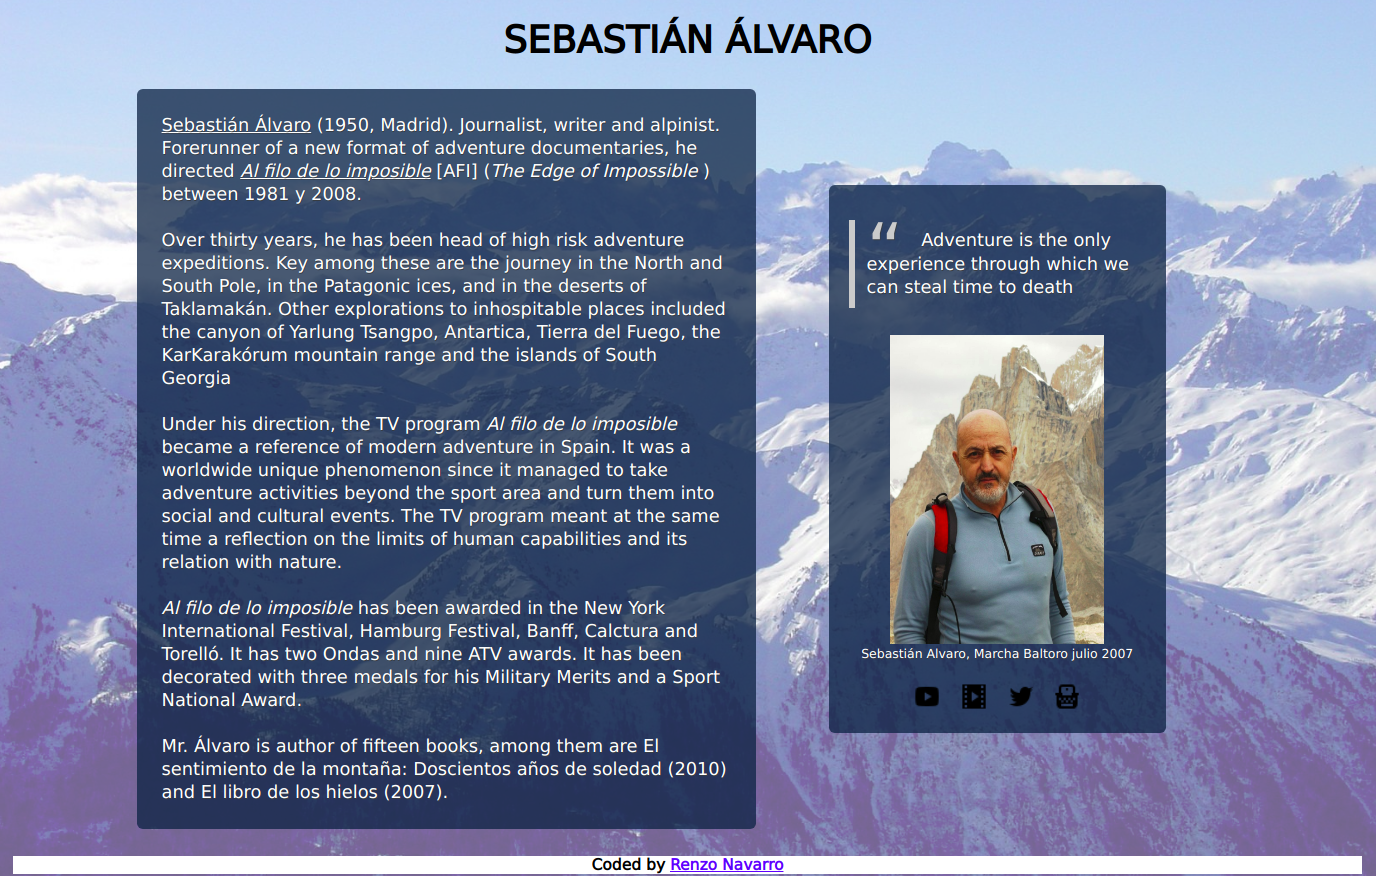 SEBASTIÁN ÁLVARO
Sebastián Álvaro (1950, Madrid). Journalist, writer and alpinist.
Forerunner of a new format of adventure documentaries, he
directed Al filo de lo imposible [AFI] (The Edge of Impossible )
between 1981 y 2008.
Over thirty years, he has been head of high risk adventure
expeditions. Key among these are the journey in the North and
South Pole, in the Patagonic ices, and in the deserts of
Taklamakán. Other explorations to inhospitable places included
the canyon of Yarlung Tsangpo, Antartica, Tierra del Fuego, the
KarKarakórum mountain range and the islands of South
Georgia
Under his direction, the TV program Al filo de lo imposible
became a reference of modern adventure in Spain. It was a
worldwide unique phenomenon since it managed to take
adventure activities beyond the sport area and turn them into
social and cultural events. The TV program meant at the same
time a reflection on the limits of human capabilities and its
relation with nature.
Al filo de lo imposible has been awarded in the New York
International Festival, Hamburg Festival, Banff, Calctura and
Torelló. It has two Ondas and nine ATV awards. It has been
decorated with three medals for his Military Merits and a Sport
National Award.
Mr. Álvaro is author of fifteen books, among them are El
sentimiento de la montaña: Doscientos años de soledad (2010)
and El libro de los hielos (2007).
“ Adventure is the only
experience through which we
can steal time to death
Sebastián Alvaro, Marcha Baltoro julio 2007
Coded by Renzo Navarro